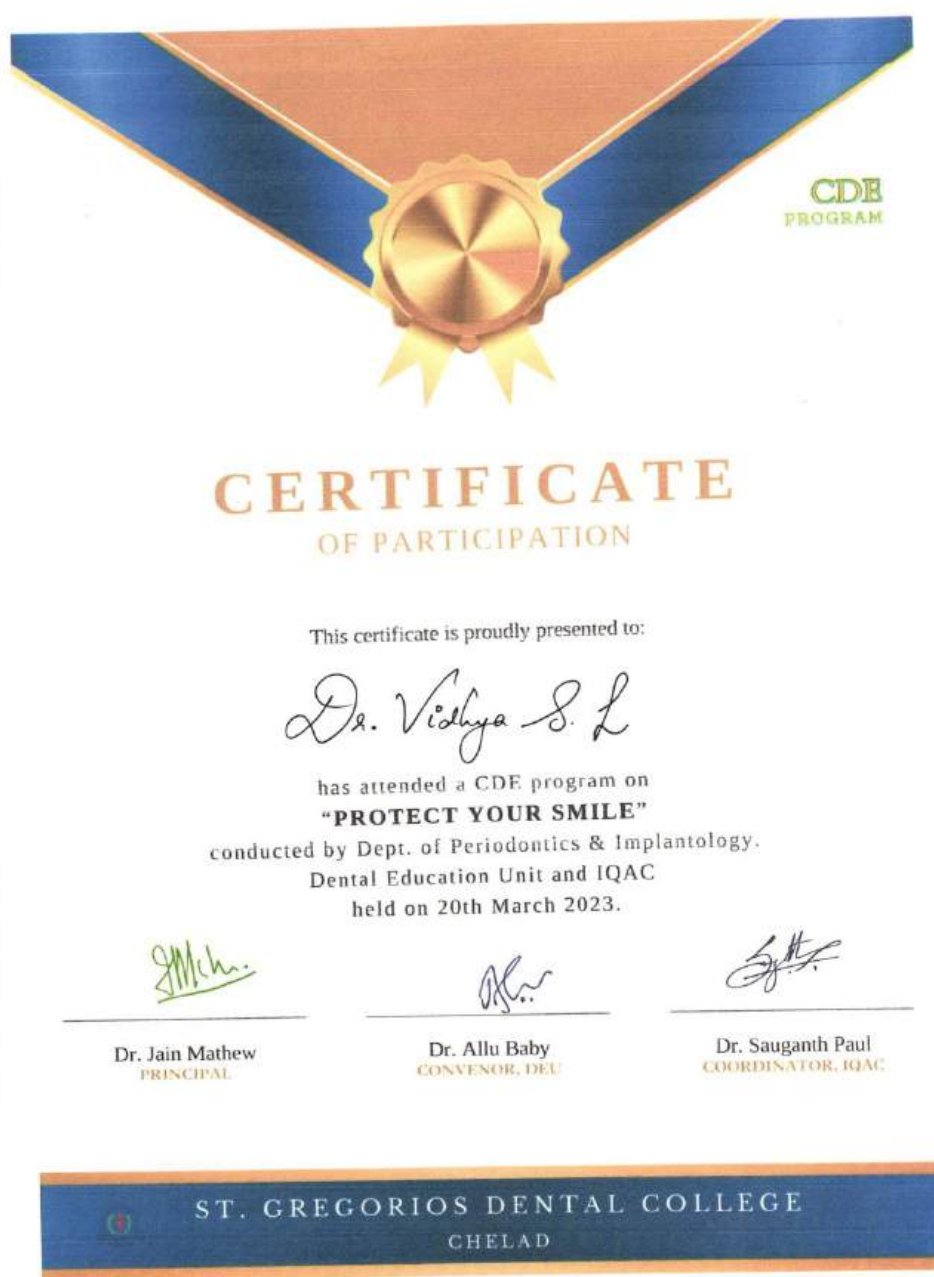 CDE
PROGRAM
CERTIFICATE
OF PARTICIPATION
This certificate is proudly presented to:
Dr. Vidhya S. L
has attended a CDE program on
“PROTECT YOUR SMILE”
conducted by Dept. of Periodontics & Implantology.
Dental Education Unit and IQAC
held on 20th March 2023.
Dr. Jain Mathew
PRINCIPAL
Dr. Allu Baby
CONVENOR, DEU
Dr. Sauganth Paul
COORDINATOR, IQAC
ST. GREGORIOS DENTAL COLLEGE
CHELAD